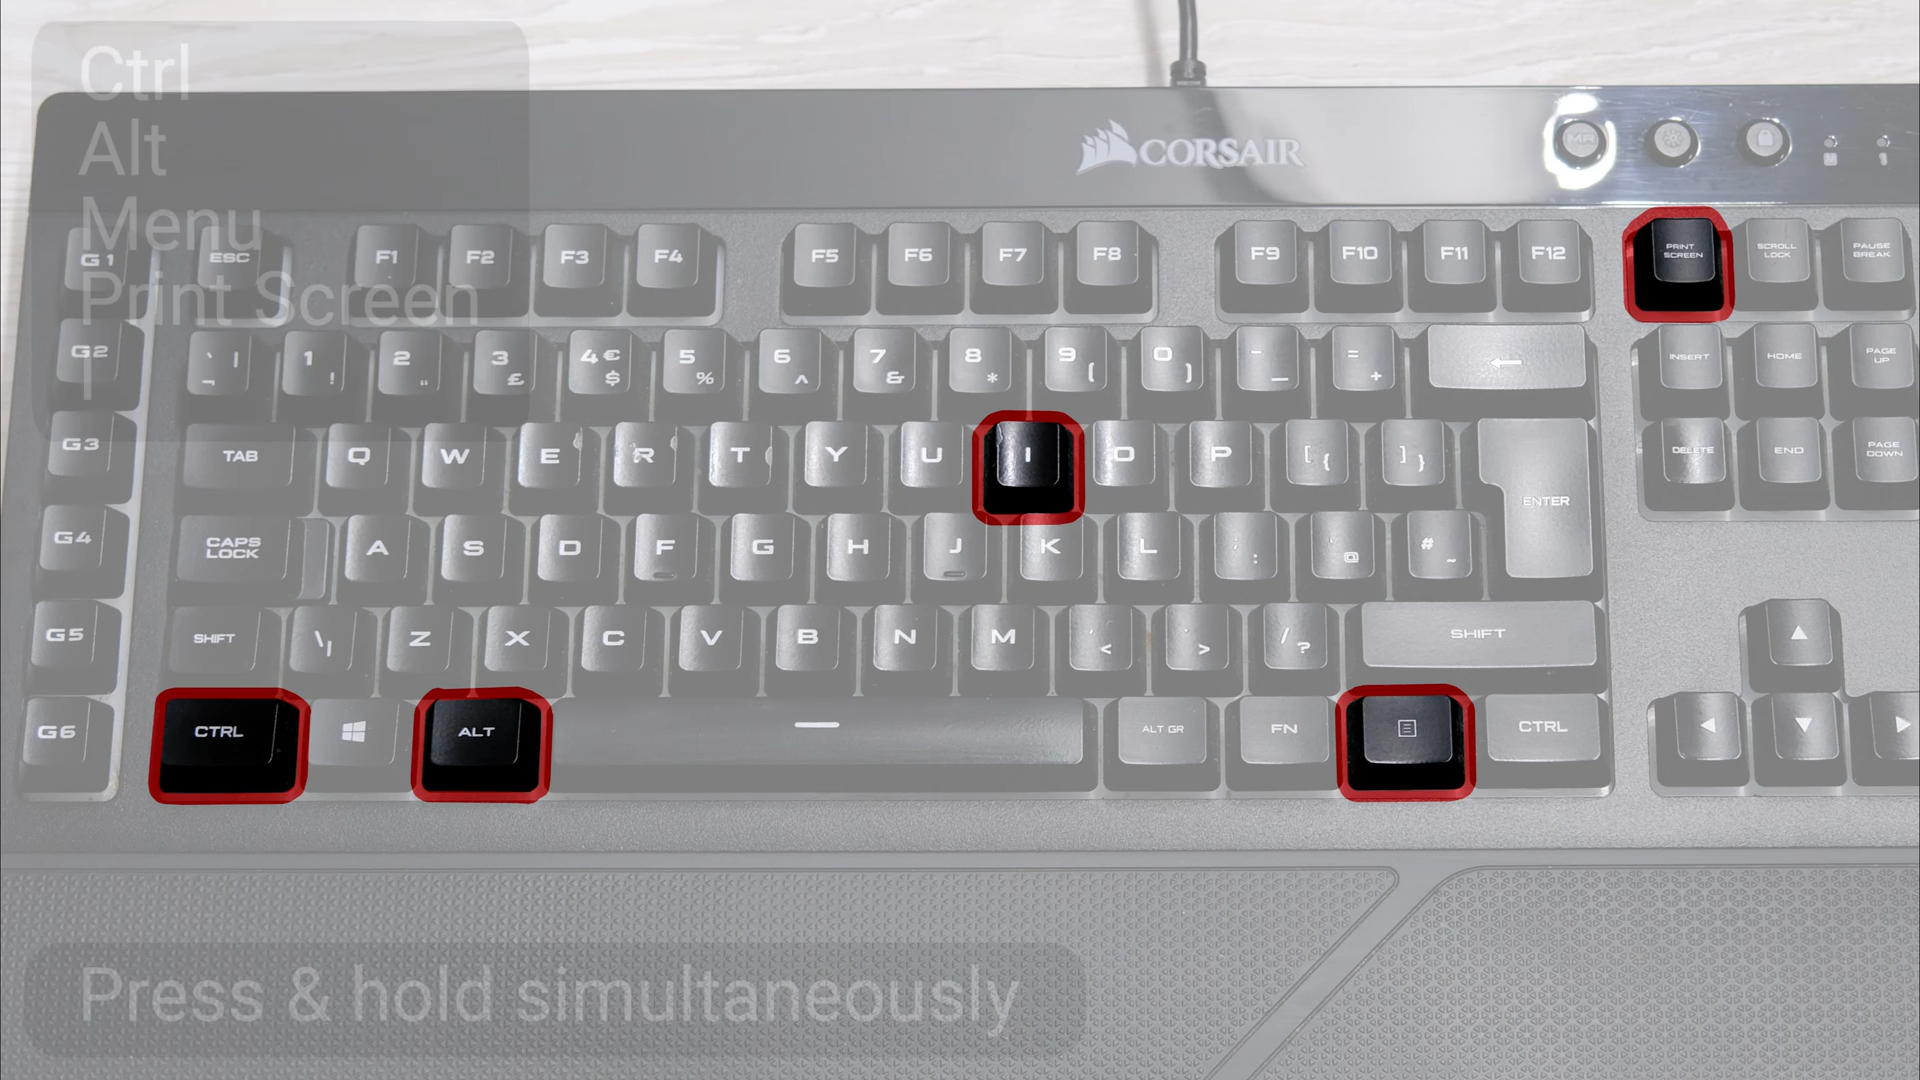 Ctrl
Alt
Menu
Print Screen
I
CORSAIR
MR
G1 ESC F1 F2 F3 F4 F5 F6 F7 F8 F9 F10 F11 F12 PRINT SCREEN SCROLL LOCK PAUSE BREAK
G2 ` ¦ ¬ 1 ! 2 " 3 £ 4 € $ 5 % 6 ^ 7 & 8 * 9 ( 0 ) - _ = + ← INSERT HOME PAGE UP
G3 TAB Q W E R T Y U I O P [ { ] } ENTER DELETE END PAGE DOWN
G4 CAPS LOCK A S D F G H J K L ; : ' @ # ~
G5 SHIFT \ | Z X C V B N M , < . > / ? SHIFT
G6 CTRL ALT ALT GR FN CTRL
Press & hold simultaneously